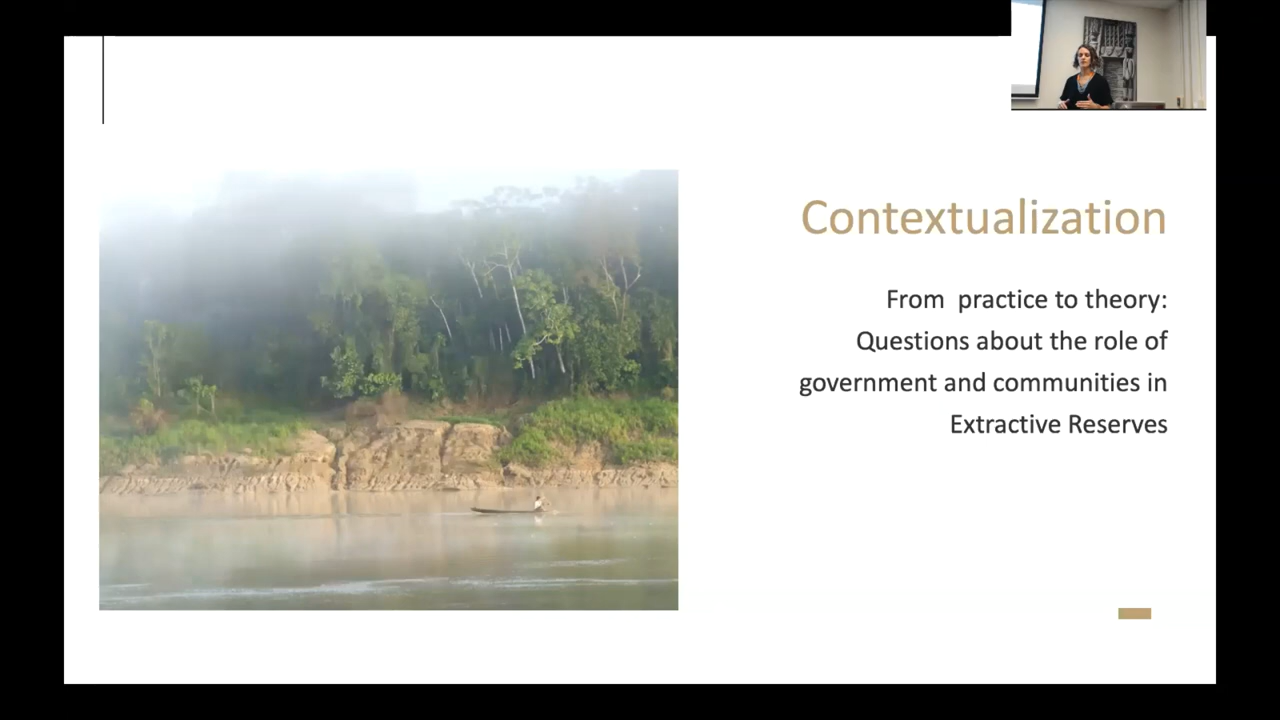 Contextualization
From  practice to theory:
Questions about the role of
government and communities in
Extractive Reserves